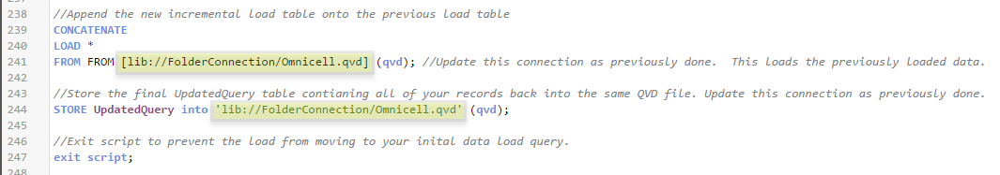 238 //Append the new incremental load table onto the previous load table
239 CONCATENATE
240 LOAD *
241 FROM FROM [lib://FolderConnection/Omnicell.qvd] (qvd); //Update this connection as previously done.  This loads the previously loaded data.
242
243 //Store the final UpdatedQuery table contianing all of your records back into the same QVD file. Update this connection as previously done.
244 STORE UpdatedQuery into 'lib://FolderConnection/Omnicell.qvd' (qvd);
245
246 //Exit script to prevent the load from moving to your inital data load query.
247 exit script;
248